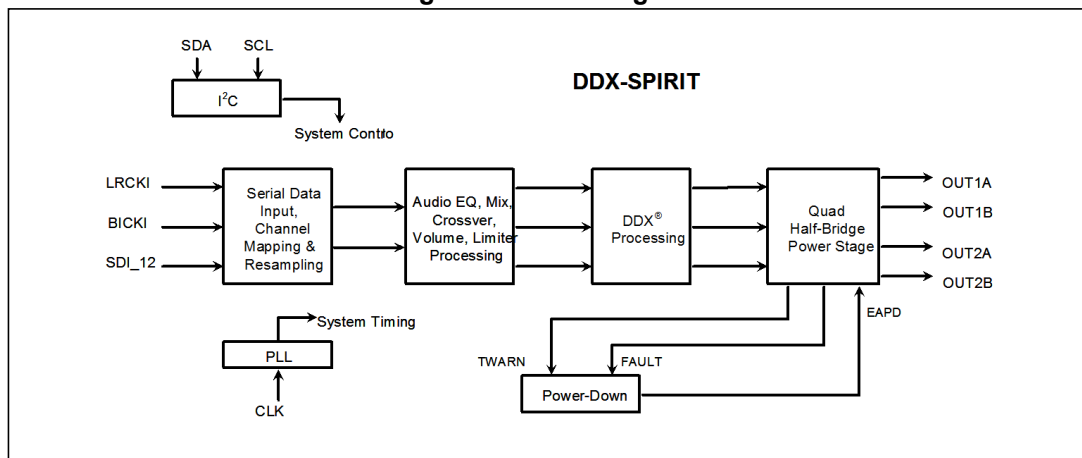 SDA
SCL
DDX-SPIRIT
I²C
System Contro
LRCKI
BICKI
SDI_12
Serial Data
Input,
Channel
Mapping &
Resampling
Audio EQ, Mix,
Crossver,
Volume, Limiter
Processing
DDX®
Processing
Quad
Half-Bridge
Power Stage
OUT1A
OUT1B
OUT2A
OUT2B
EAPD
System Timing
PLL
CLK
TWARN
FAULT
Power-Down